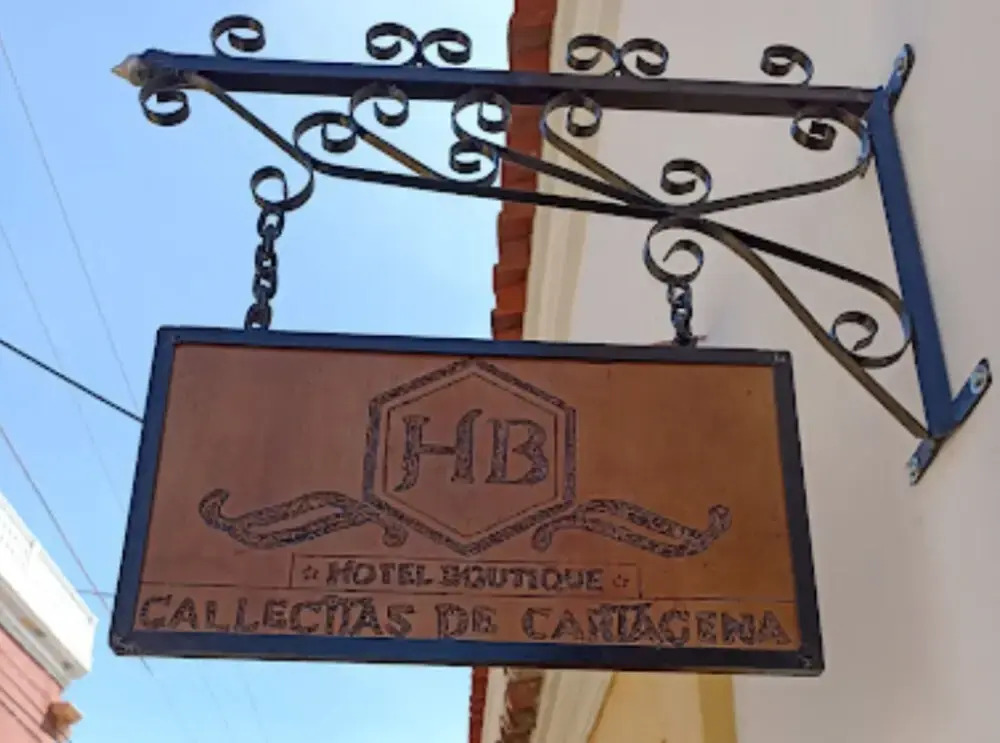 HB
HOTEL BOUTIQUE
CALLECITAS DE CARTAGENA